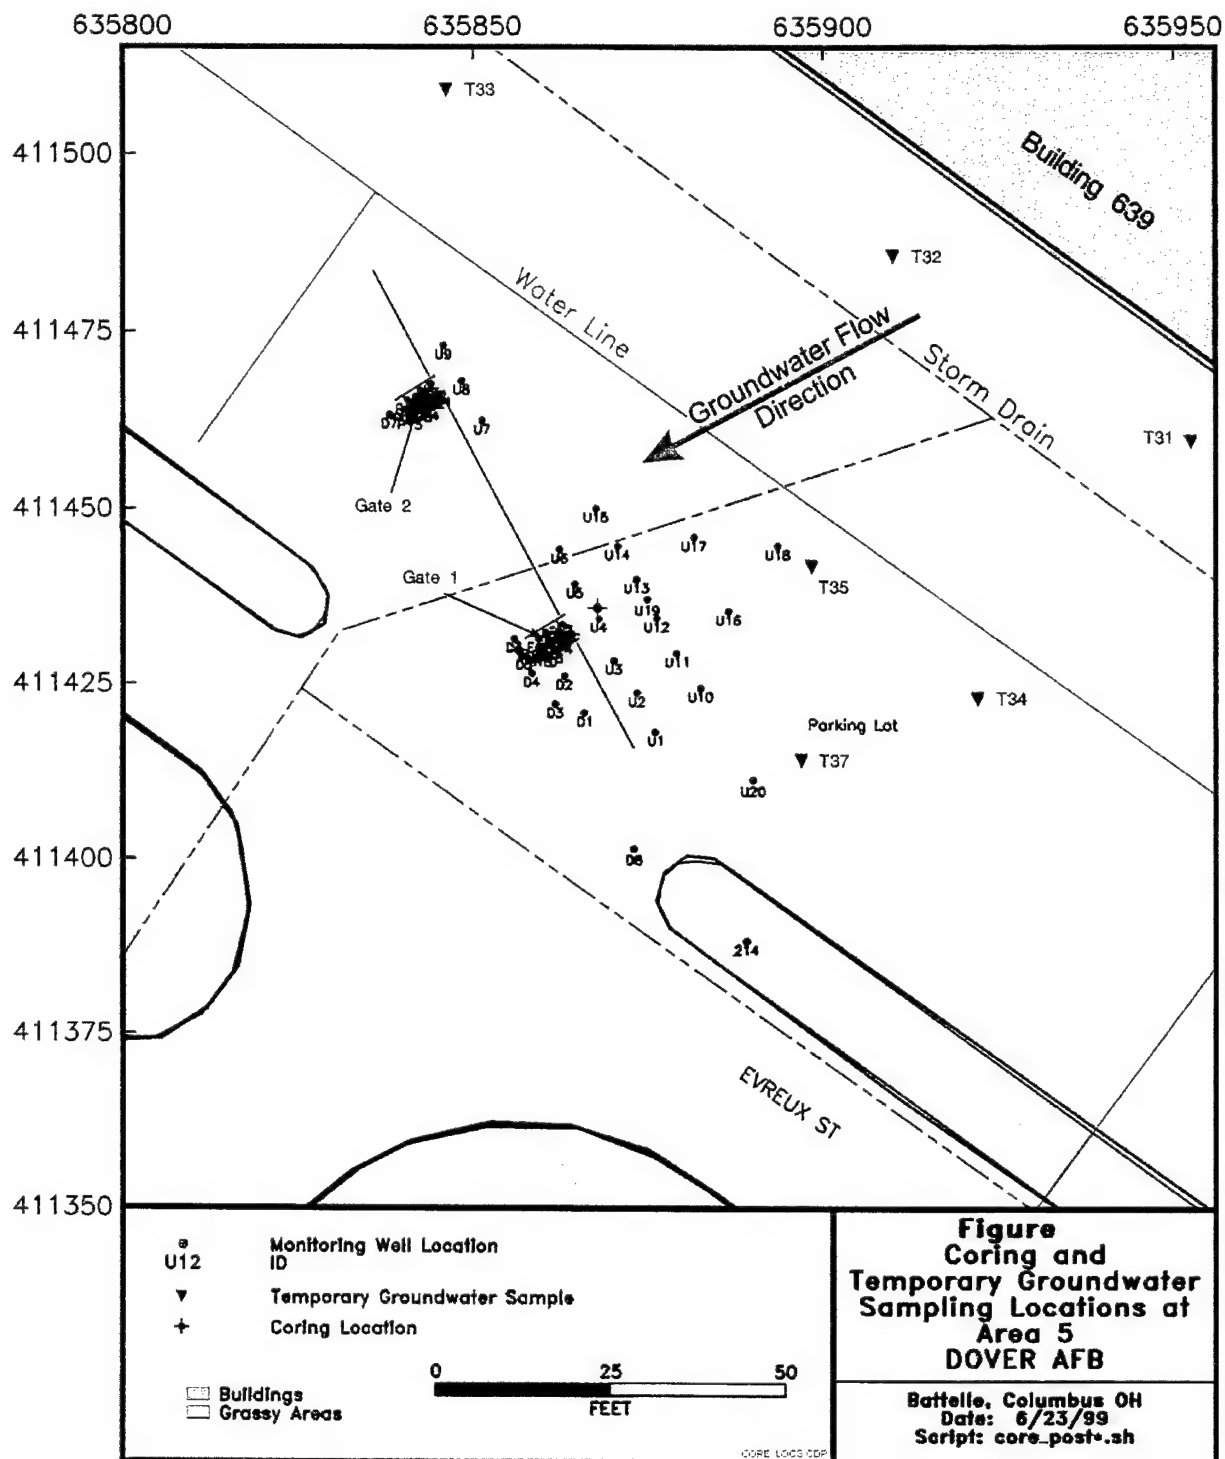 635800 635850 635900 635950
T33
411500
Building 639
T32
Water Line
411475
Groundwater Flow
Direction
Storm Drain
U9
U8
U7
T31
Gate 2
411450
U15
U17
U14
U6
U18
T35
Gate 1
U5
U13
U19
U4
U12
U16
U11
U3
411425
D4
D2
U10
U2
T34
D3
D1
Parking Lot
U1
T37
U20
411400
D6
214
411375
EVREUX ST
411350
Monitoring Well Location
U12 ID
Temporary Groundwater Sample
Coring Location
0 25 50
FEET
Buildings
Grassy Areas
CORE_LOCS.CDP
Figure
Coring and
Temporary Groundwater
Sampling Locations at
Area 5
DOVER AFB
Battelle, Columbus OH
Date: 6/23/99
Script: core_post*.sh